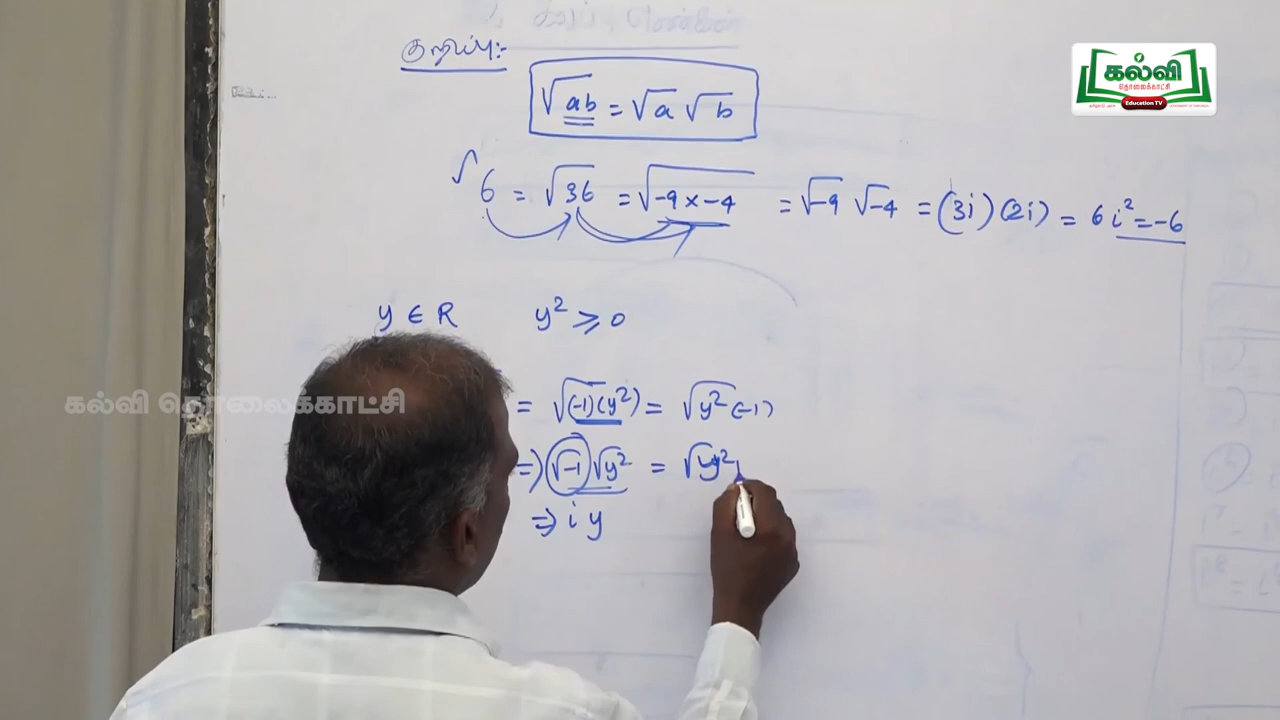 குறிப்பு:-
√ab = √a √b
6 = √36 = √-9 × -4 = √-9 √-4 = (3i)(2i) = 6i² = -6
y ∈ R y² ≥ 0
= √(-1)(y²) = √y²(-1)
⇒ √-1 √y² = √y²
⇒ i y
கல்வி
தொலைக்காட்சி
Education TV
கல்வி தொலைக்காட்சி